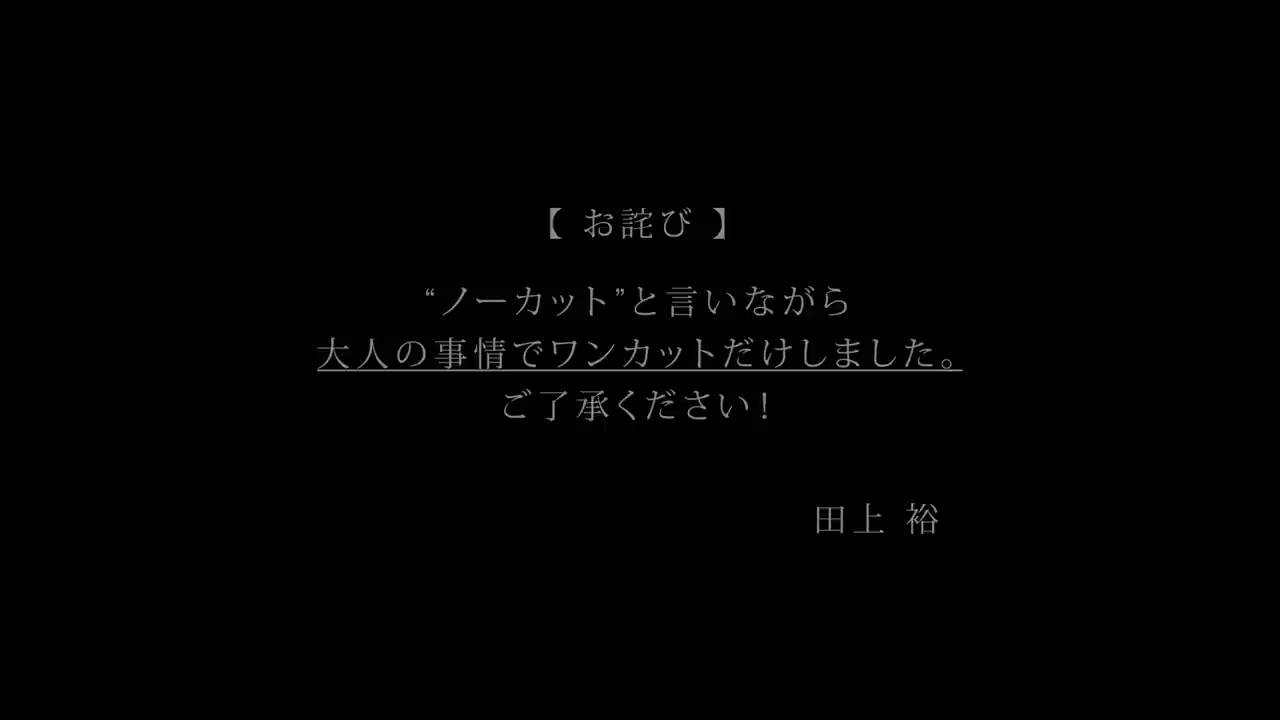 【 お詫び 】
“ノーカット”と言いながら
大人の事情でワンカットだけしました。
ご了承ください！
田上 裕